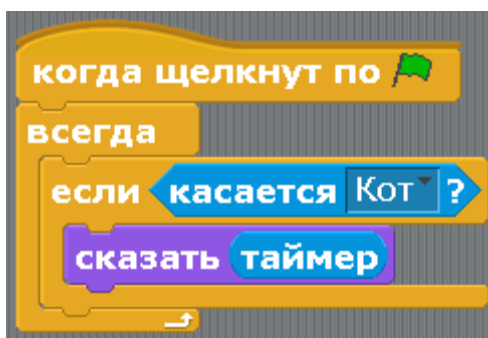 когда щелкнут по
всегда
если касается Кот ?
сказать таймер